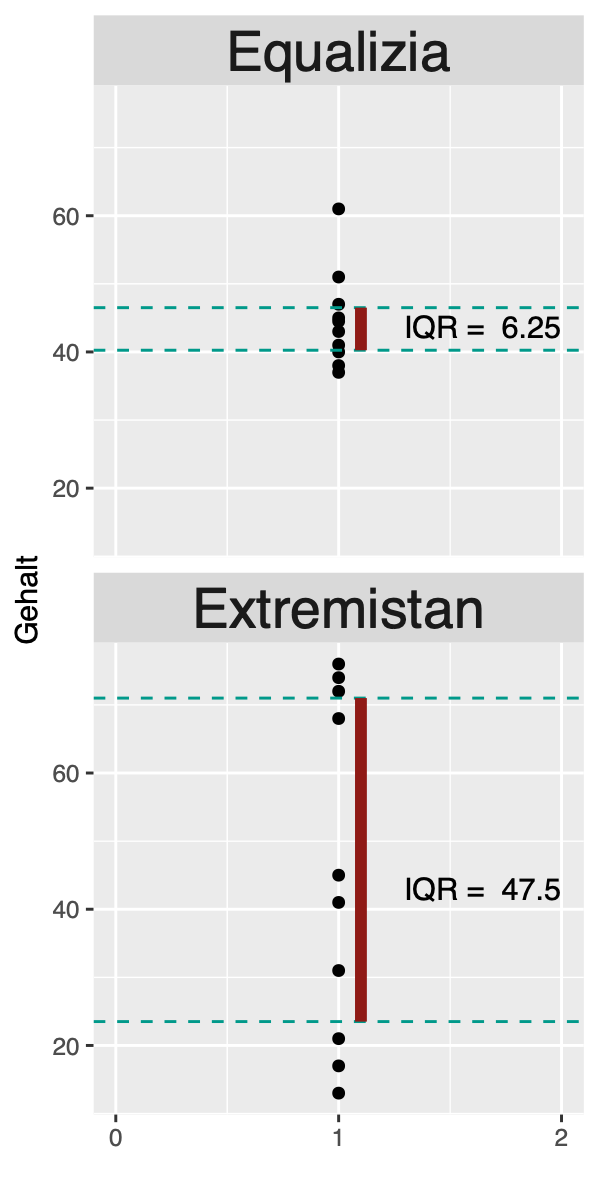 Equalizia
60
40
20
IQR =  6.25
Gehalt
Extremistan
60
40
20
IQR =  47.5
0
1
2